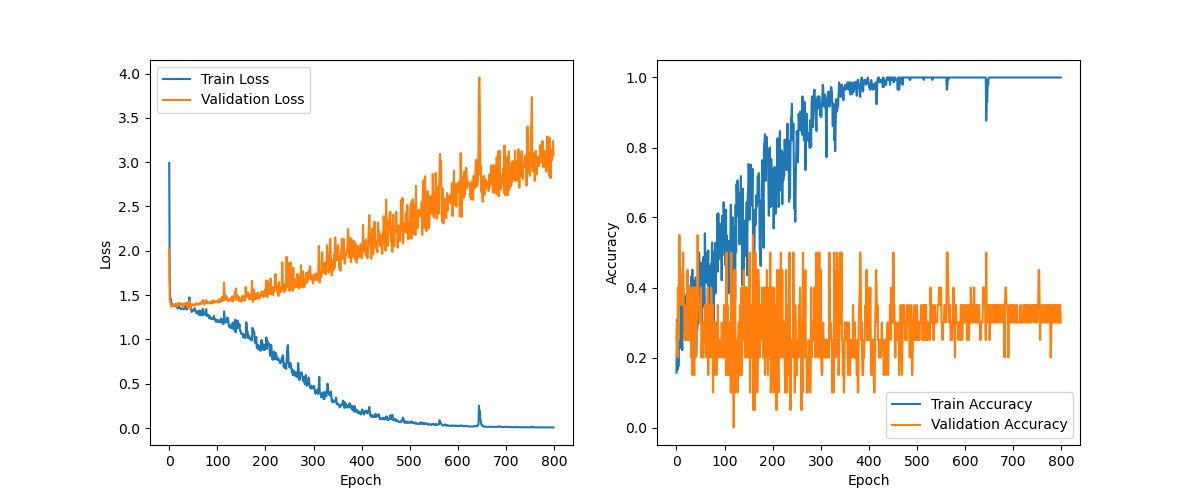 4.0
3.5
3.0
2.5
2.0
1.5
1.0
0.5
0.0
Loss
Train Loss
Validation Loss
0 100 200 300 400 500 600 700 800
Epoch
1.0
0.8
0.6
0.4
0.2
0.0
Accuracy
Train Accuracy
Validation Accuracy
0 100 200 300 400 500 600 700 800
Epoch